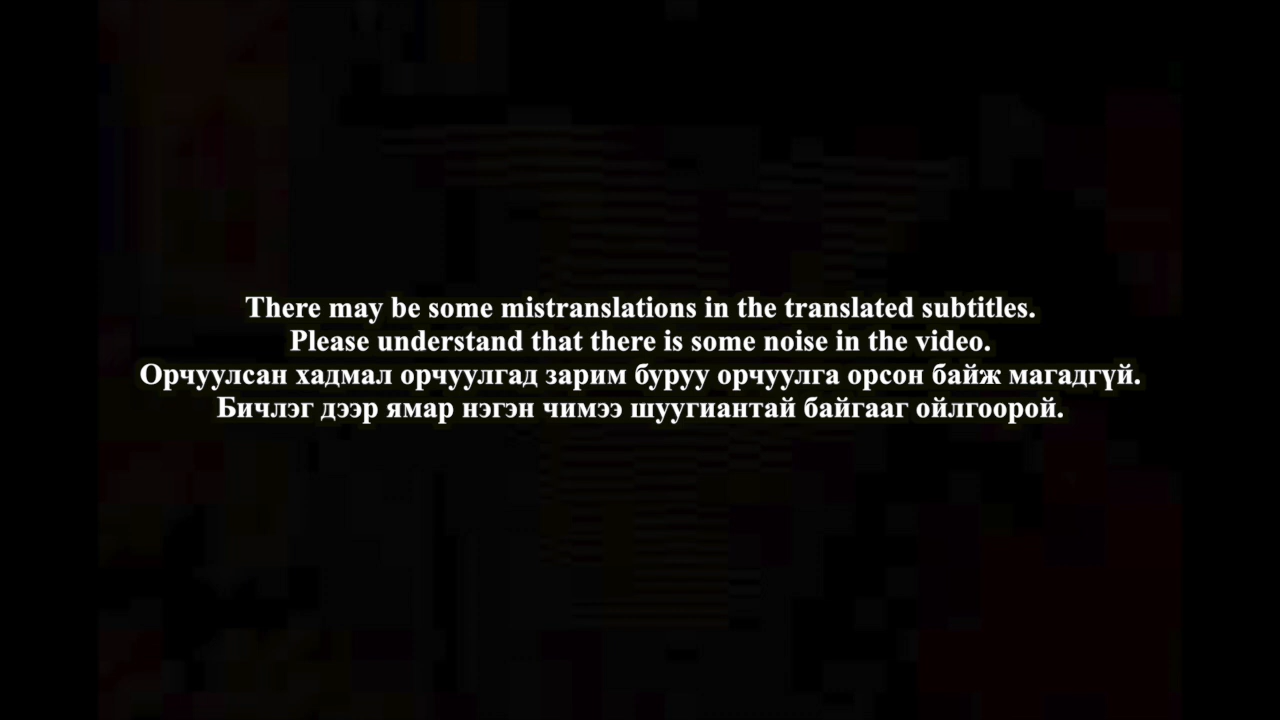 There may be some mistranslations in the translated subtitles.
Please understand that there is some noise in the video.
Орчуулсан хадмал орчуулгад зарим буруу орчуулга орсон байж магадгүй.
Бичлэг дээр ямар нэгэн чимээ шуугиантай байгааг ойлгоорой.